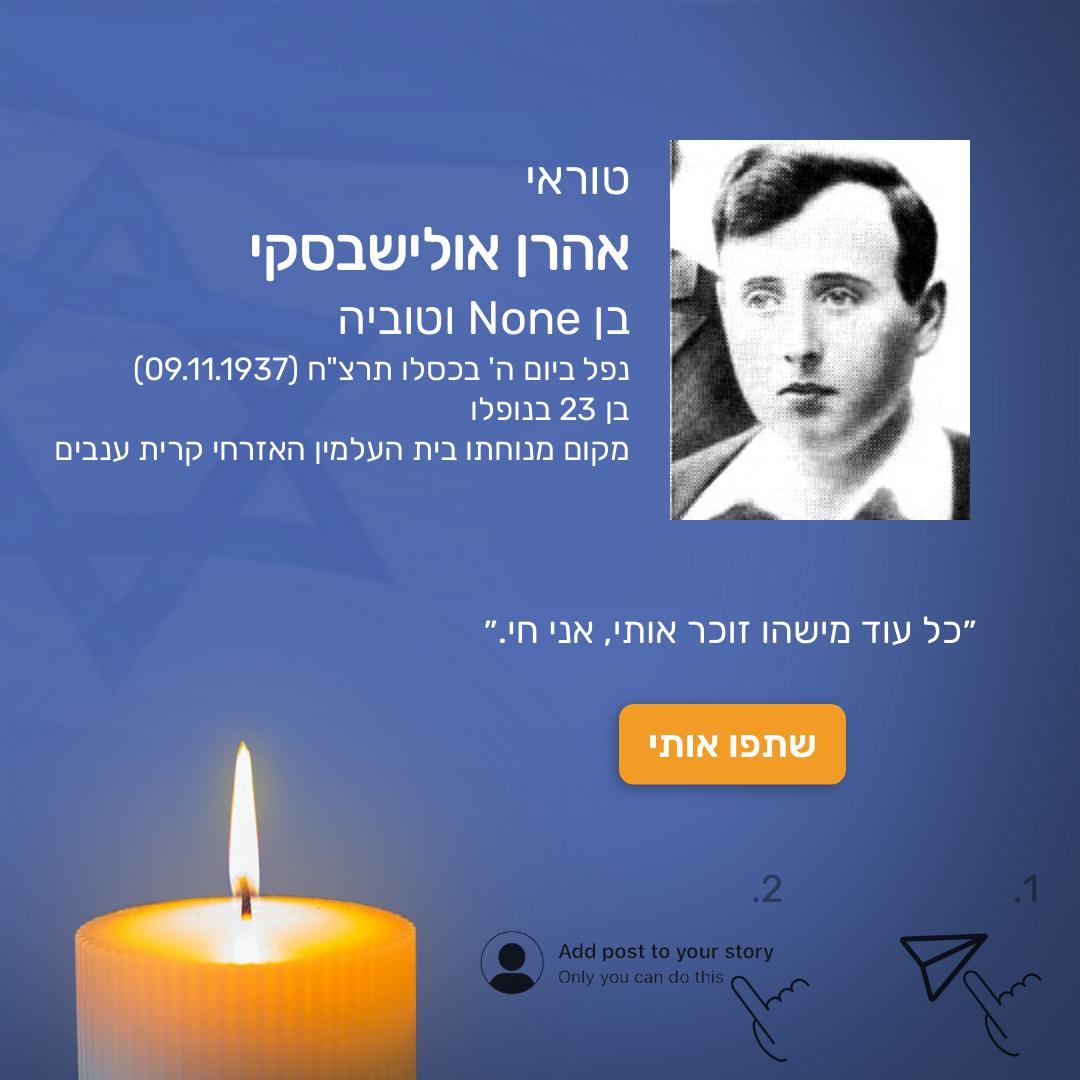 טוראי
אהרן אולישבסקי
בן None וטוביה
נפל ביום ה' בכסלו תרצ"ח (09.11.1937)
בן 23 בנופלו
מקום מנוחתו בית העלמין האזרחי קרית ענבים
״כל עוד מישהו זוכר אותי, אני חי.״
שתפו אותי
1.
2.
Add post to your story
Only you can do this